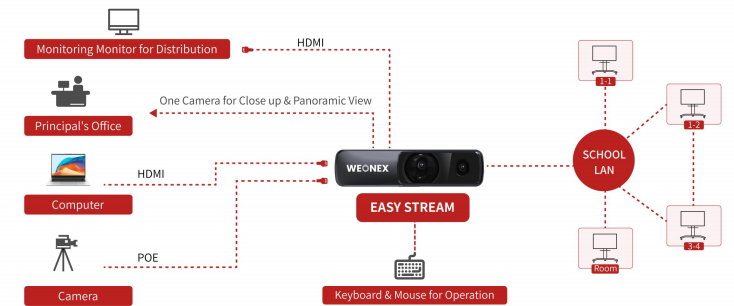 HDMI
Monitoring Monitor for Distribution
One Camera for Close up & Panoramic View
Principal's Office
HDMI
Computer
POE
Camera
WEONEX
EASY STREAM
Keyboard & Mouse for Operation
SCHOOL
LAN
1-1
1-2
3-4
Room